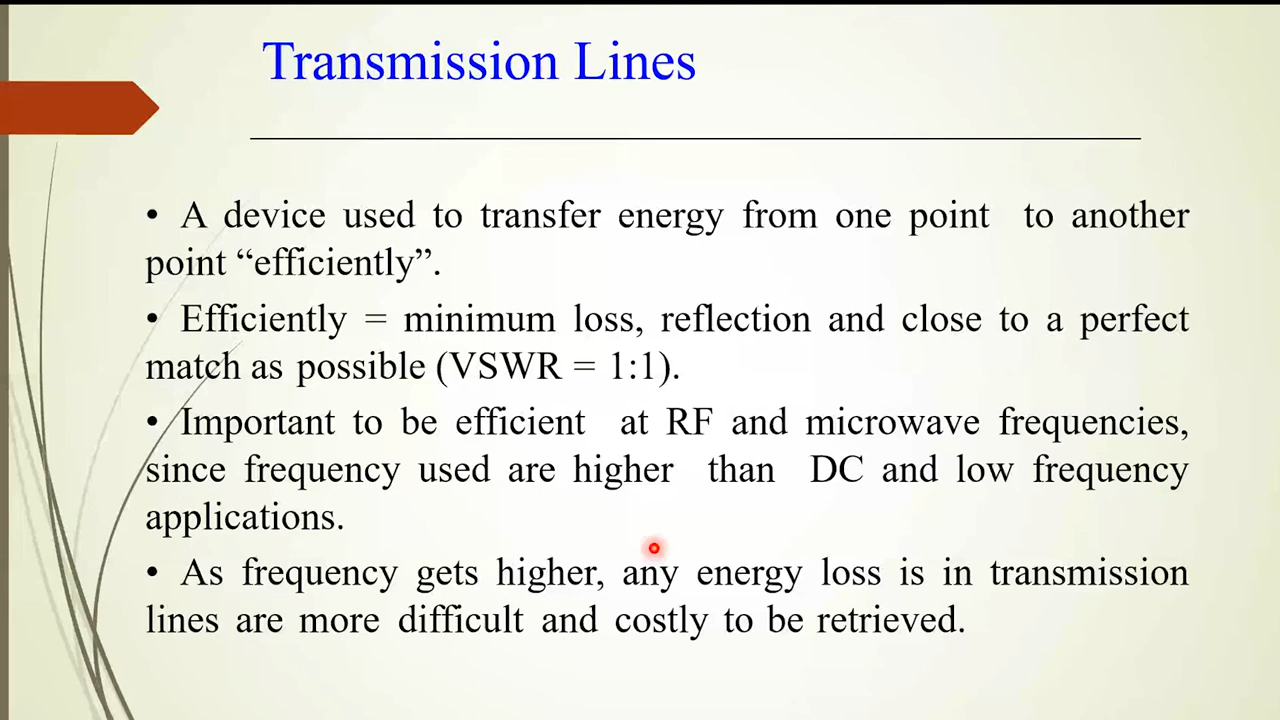 Transmission Lines
• A device used to transfer energy from one point to another
point “efficiently”.
• Efficiently = minimum loss, reflection and close to a perfect
match as possible (VSWR = 1:1).
• Important to be efficient at RF and microwave frequencies,
since frequency used are higher than DC and low frequency
applications.
• As frequency gets higher, any energy loss is in transmission
lines are more difficult and costly to be retrieved.